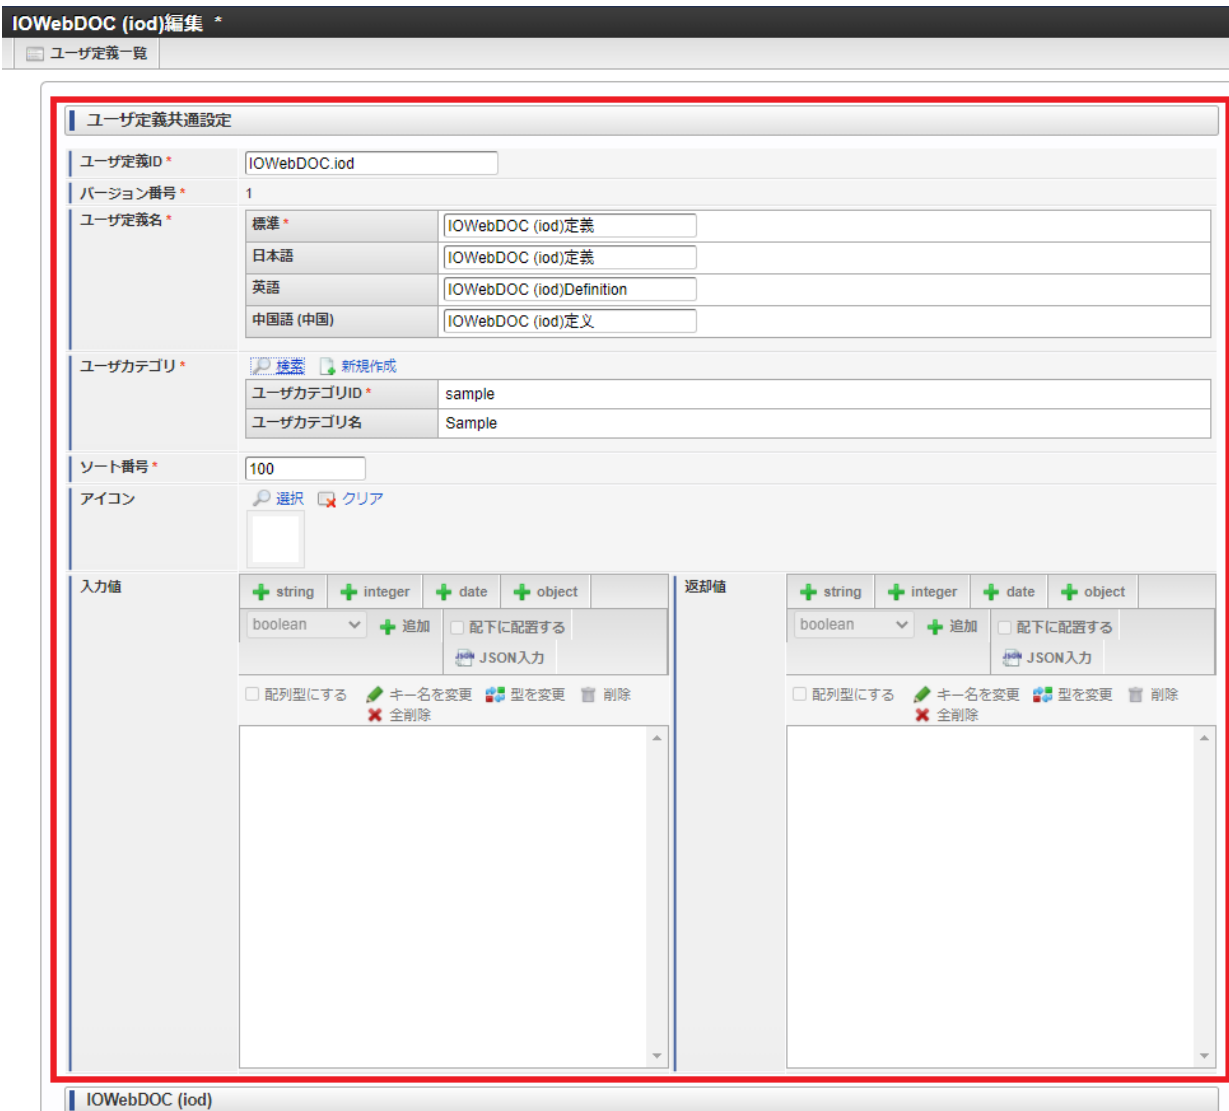 IOWebDOC (iod)編集 *
ユーザ定義一覧
ユーザ定義共通設定
ユーザ定義ID * IOWebDOC.iod
バージョン番号 * 1
ユーザ定義名 * 標準 * IOWebDOC (iod)定義
日本語 IOWebDOC (iod)定義
英語 IOWebDOC (iod)Definition
中国語 (中国) IOWebDOC (iod)定义
ユーザカテゴリ * 検索 新規作成
ユーザカテゴリID * sample
ユーザカテゴリ名 Sample
ソート番号 * 100
アイコン 選択 クリア
入力値 string integer date object 返却値 string integer date object
boolean 追加 配下に配置する boolean 追加 配下に配置する
JSON入力 JSON入力
配列型にする キー名を変更 型を変更 削除 配列型にする キー名を変更 型を変更 削除
全削除 全削除
IOWebDOC (iod)